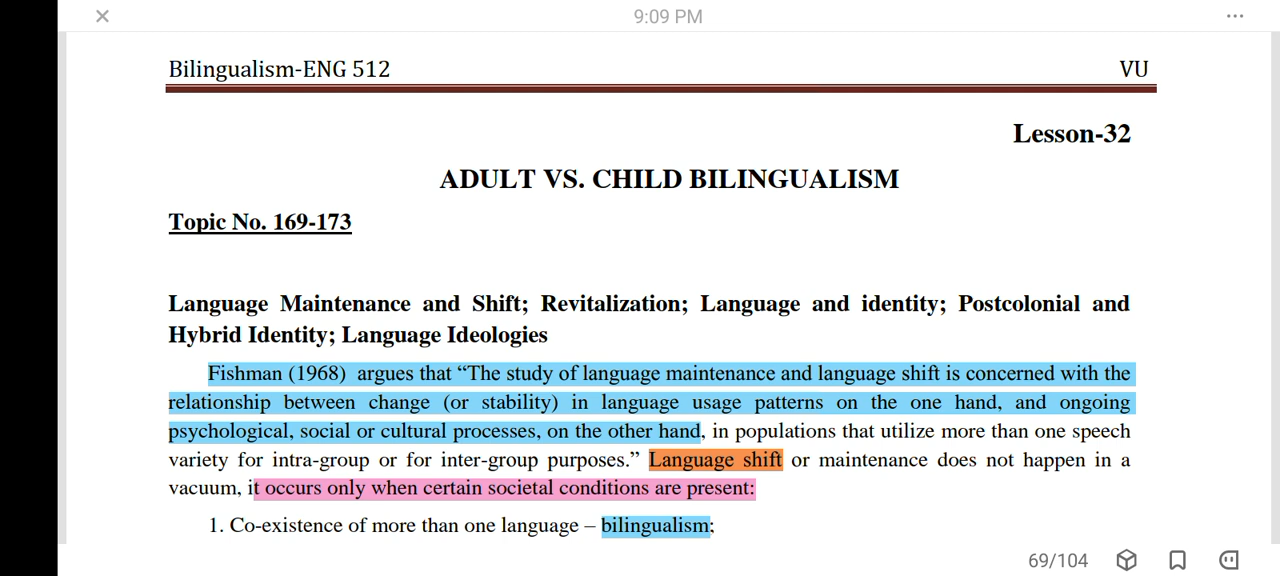 9:09 PM
Bilingualism-ENG 512 VU
Lesson-32
ADULT VS. CHILD BILINGUALISM
Topic No. 169-173
Language Maintenance and Shift; Revitalization; Language and identity; Postcolonial and
Hybrid Identity; Language Ideologies
Fishman (1968)  argues that “The study of language maintenance and language shift is concerned with the
relationship between change (or stability) in language usage patterns on the one hand, and ongoing
psychological, social or cultural processes, on the other hand, in populations that utilize more than one speech
variety for intra-group or for inter-group purposes.” Language shift or maintenance does not happen in a
vacuum, it occurs only when certain societal conditions are present:
1. Co-existence of more than one language – bilingualism;
69/104